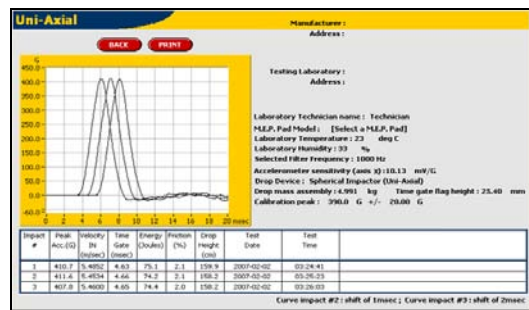 Uni-Axial
Manufacturer :
Address :
BACK PRINT
Testing Laboratory :
Address :
G
450.0
400.0
350.0
300.0
250.0
200.0
150.0
100.0
50.0
0.0
-60.0
0 2 4 6 8 10 12 14 16 18 20 msec
Laboratory Technician name : Technician
M.E.P. Pad Model : [Select a M.E.P. Pad]
Laboratory Temperature : 23 deg C
Laboratory Humidity : 33 %
Selected Filter Frequency : 1000 Hz
Accelerometer sensitivity (axis z) :10.13 mV/G
Drop Device : Spherical Impactor (Uni-Axial)
Drop mass assembly : 4.991 kg Time gate flag height : 25.40 mm
Calibration peak : 390.0 G +/- 20.00 G
Impact # Peak Acc.(G) Velocity IN (m/sec) Time Gate (msec) Energy (Joules) Friction (%) Drop Height (cm) Test Date Test Time
1 410.7 5.4852 4.63 75.1 2.1 159.9 2007-02-02 03:24:41
2 411.6 5.4534 4.66 74.2 2.1 158.2 2007-02-02 03:25:23
3 407.8 5.4600 4.65 74.4 2.0 158.2 2007-02-02 03:26:03
Curve impact #2 : shift of 1msec ; Curve impact #3 : shift of 2msec